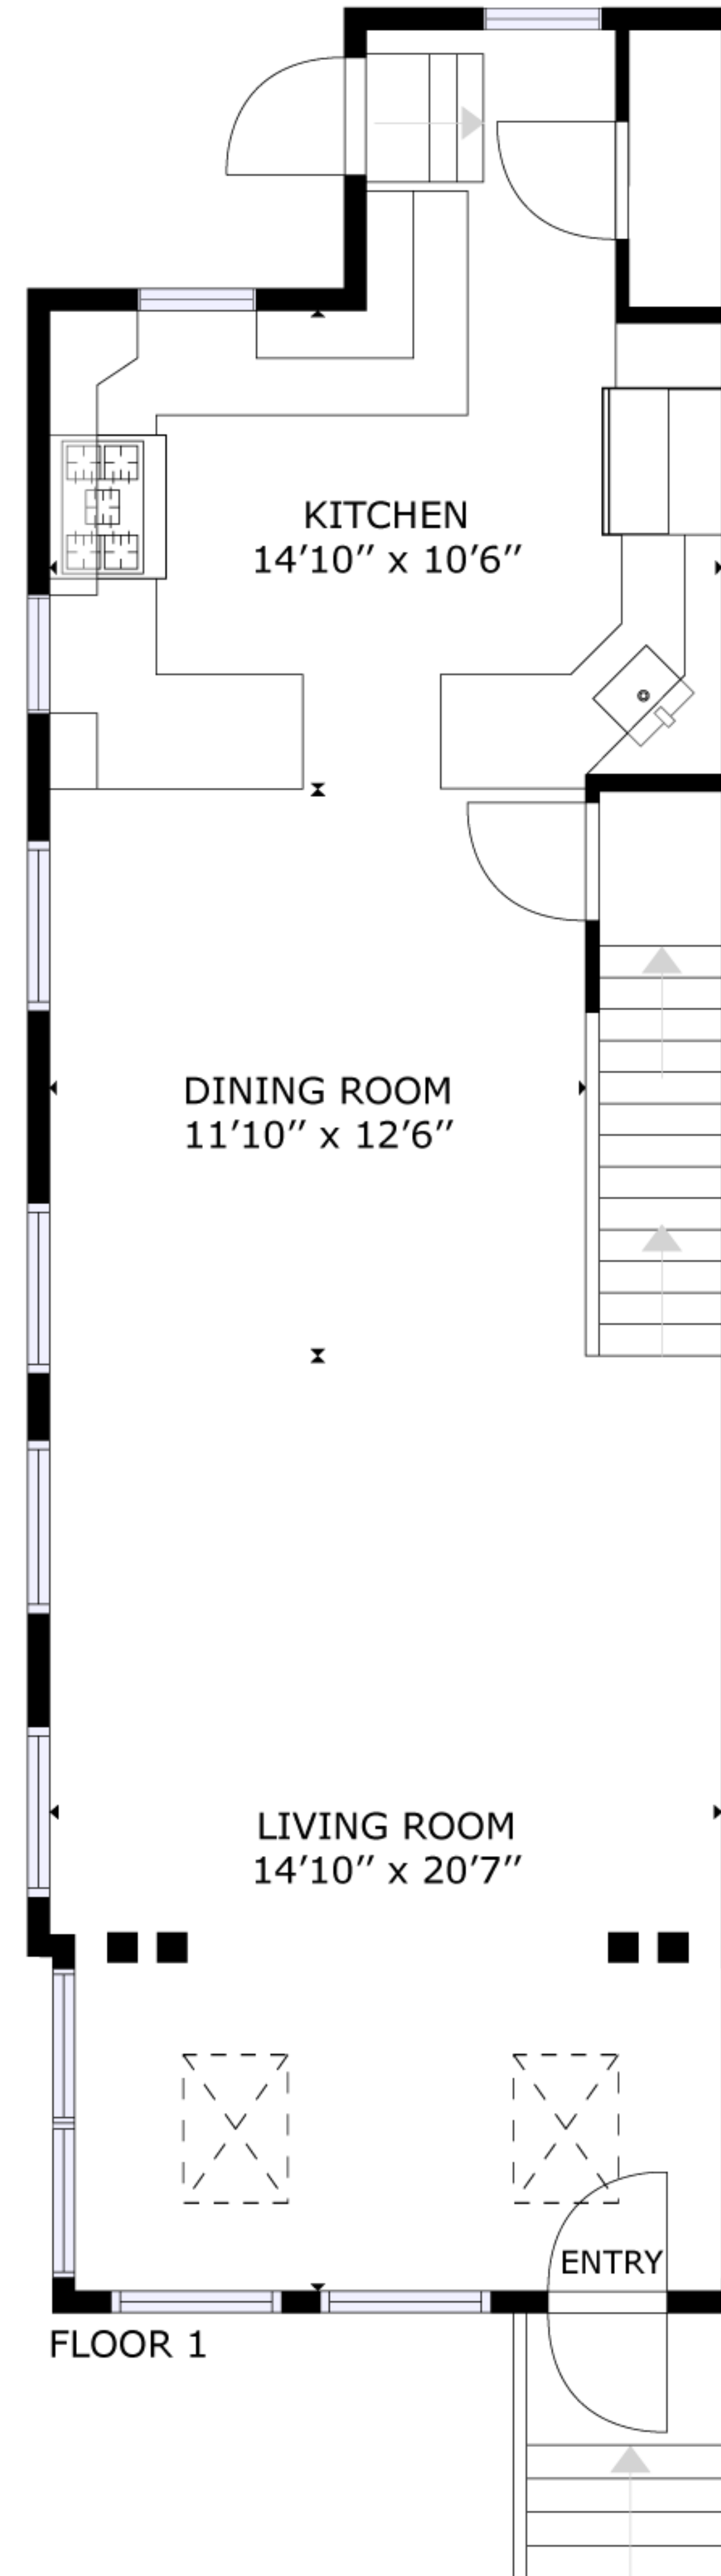 KITCHEN
14′10″ x 10′6″
DINING ROOM
11′10″ x 12′6″
LIVING ROOM
14′10″ x 20′7″
ENTRY
FLOOR 1